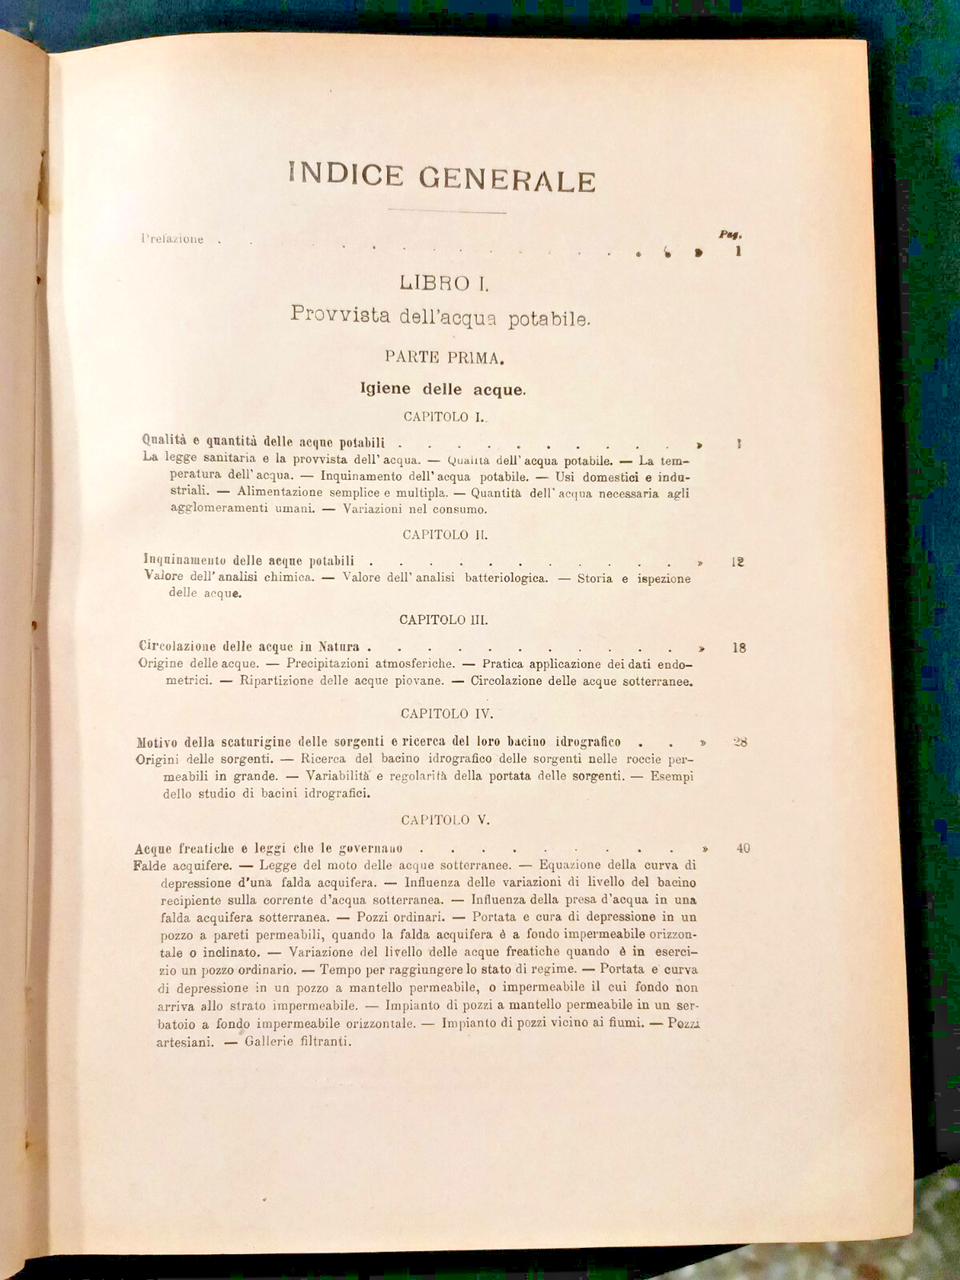 INDICE GENERALE
Pag.
Prefazione . . . . . . . . . . . . . » 1
LIBRO I.
Provvista dell'acqua potabile.
PARTE PRIMA.
Igiene delle acque.
CAPITOLO I.
Qualità e quantità delle acque potabili . . . . . . . . . . » 1
La legge sanitaria e la provvista dell'acqua. — Qualità dell'acqua potabile. — La tem-
peratura dell'acqua. — Inquinamento dell'acqua potabile. — Usi domestici e indu-
striali. — Alimentazione semplice e multipla. — Quantità dell'acqua necessaria agli
agglomeramenti umani. — Variazioni nel consumo.
CAPITOLO II.
Inquinamento delle acque potabili . . . . . . . . . . . » 12
Valore dell'analisi chimica. — Valore dell'analisi batteriologica. — Storia e ispezione
delle acque.
CAPITOLO III.
Circolazione delle acque in Natura . . . . . . . . . . . » 18
Origine delle acque. — Precipitazioni atmosferiche. — Pratica applicazione dei dati endo-
metrici. — Ripartizione delle acque piovane. — Circolazione delle acque sotterranee.
CAPITOLO IV.
Motivo della scaturigine delle sorgenti e ricerca del loro bacino idrografico . . » 28
Origini delle sorgenti. — Ricerca del bacino idrografico delle sorgenti nelle roccie per-
meabili in grande. — Variabilità e regolarità della portata delle sorgenti. — Esempi
dello studio di bacini idrografici.
CAPITOLO V.
Acque freatiche e leggi che le governano . . . . . . . . . » 40
Falde acquifere. — Legge del moto delle acque sotterranee. — Equazione della curva di
depressione d'una falda acquifera. — Influenza delle variazioni di livello del bacino
recipiente sulla corrente d'acqua sotterranea. — Influenza della presa d'acqua in una
falda acquifera sotterranea. — Pozzi ordinari. — Portata e cura di depressione in un
pozzo a pareti permeabili, quando la falda acquifera è a fondo impermeabile orizzon-
tale o inclinato. — Variazione del livello delle acque freatiche quando è in eserci-
zio un pozzo ordinario. — Tempo per raggiungere lo stato di regime. — Portata e curva
di depressione in un pozzo a mantello permeabile, o impermeabile il cui fondo non
arriva allo strato impermeabile. — Impianto di pozzi a mantello permeabile in un ser-
batoio a fondo impermeabile orizzontale. — Impianto di pozzi vicino ai fiumi. — Pozzi
artesiani. — Gallerie filtranti.